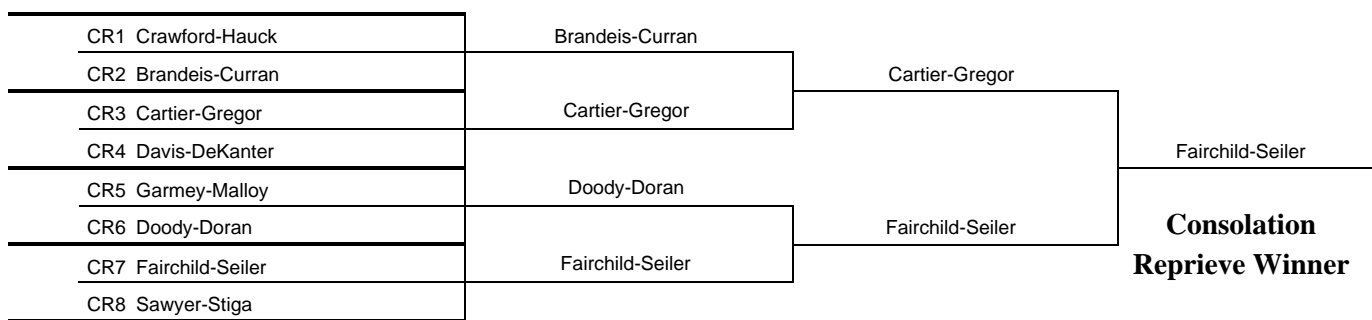 CR1 Crawford-Hauck
Brandeis-Curran
CR2 Brandeis-Curran
Cartier-Gregor
CR3 Cartier-Gregor
Cartier-Gregor
CR4 Davis-DeKanter
Fairchild-Seiler
CR5 Garmey-Malloy
Doody-Doran
CR6 Doody-Doran
Fairchild-Seiler
CR7 Fairchild-Seiler
Fairchild-Seiler
CR8 Sawyer-Stiga
Consolation
Reprieve Winner